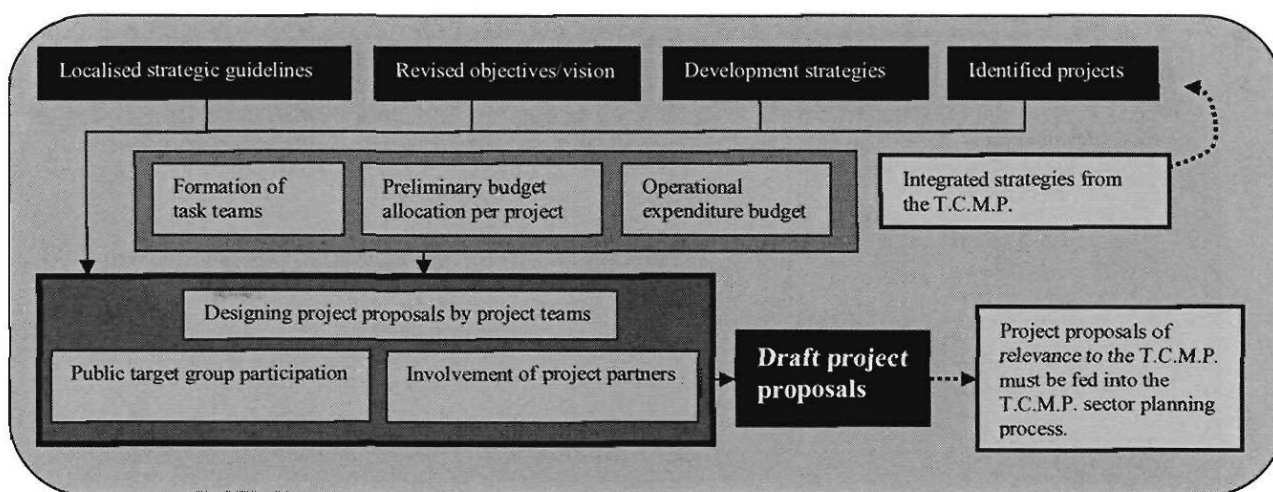 Localised strategic guidelines
Revised objectives/vision
Development strategies
Identified projects
Formation of
task teams
Preliminary budget
allocation per project
Operational
expenditure budget
Integrated strategies from
the T.C.M.P.
Designing project proposals by project teams
Public target group participation
Involvement of project partners
Draft project
proposals
Project proposals of
relevance to the T.C.M.P.
must be fed into the
T.C.M.P. sector planning
process.